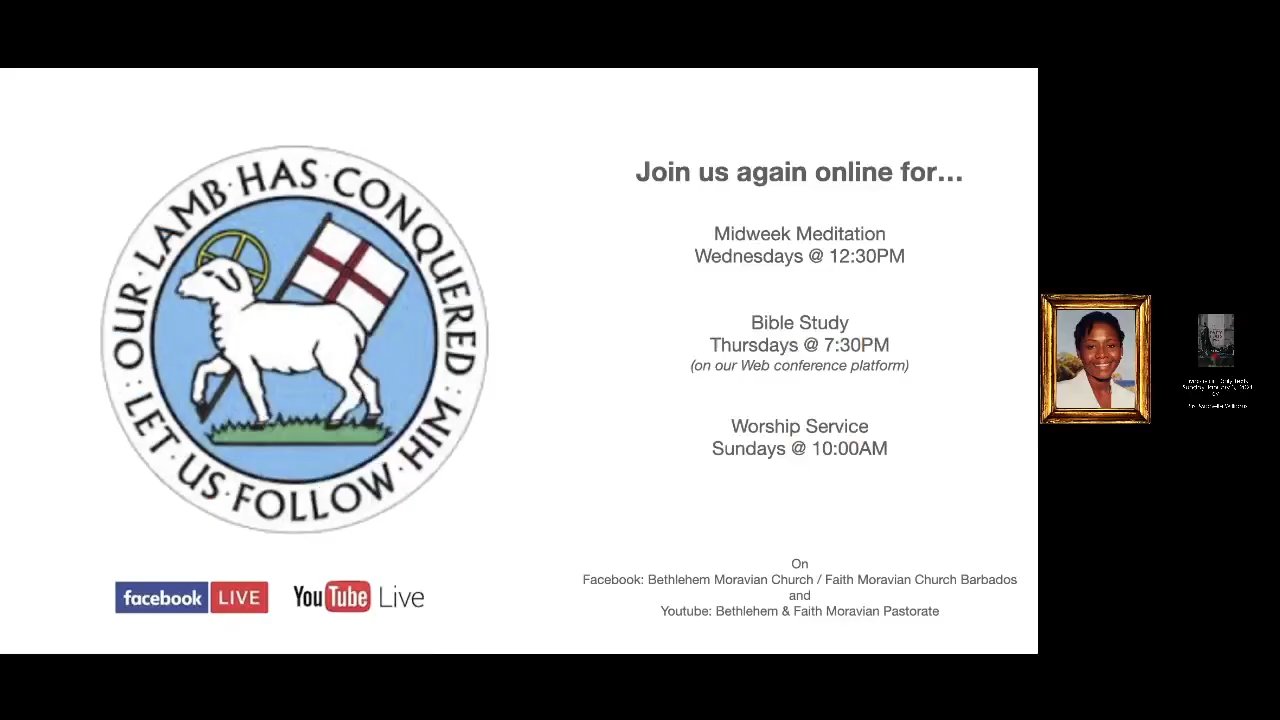 OUR · LAMB · HAS · CONQUERED
LET · US · FOLLOW · HIM
facebook LIVE
YouTube Live
Join us again online for...
Midweek Meditation
Wednesdays @ 12:30PM
Bible Study
Thursdays @ 7:30PM
(on our Web conference platform)
Worship Service
Sundays @ 10:00AM
On
Facebook: Bethlehem Moravian Church / Faith Moravian Church Barbados
and
Youtube: Bethlehem & Faith Moravian Pastorate